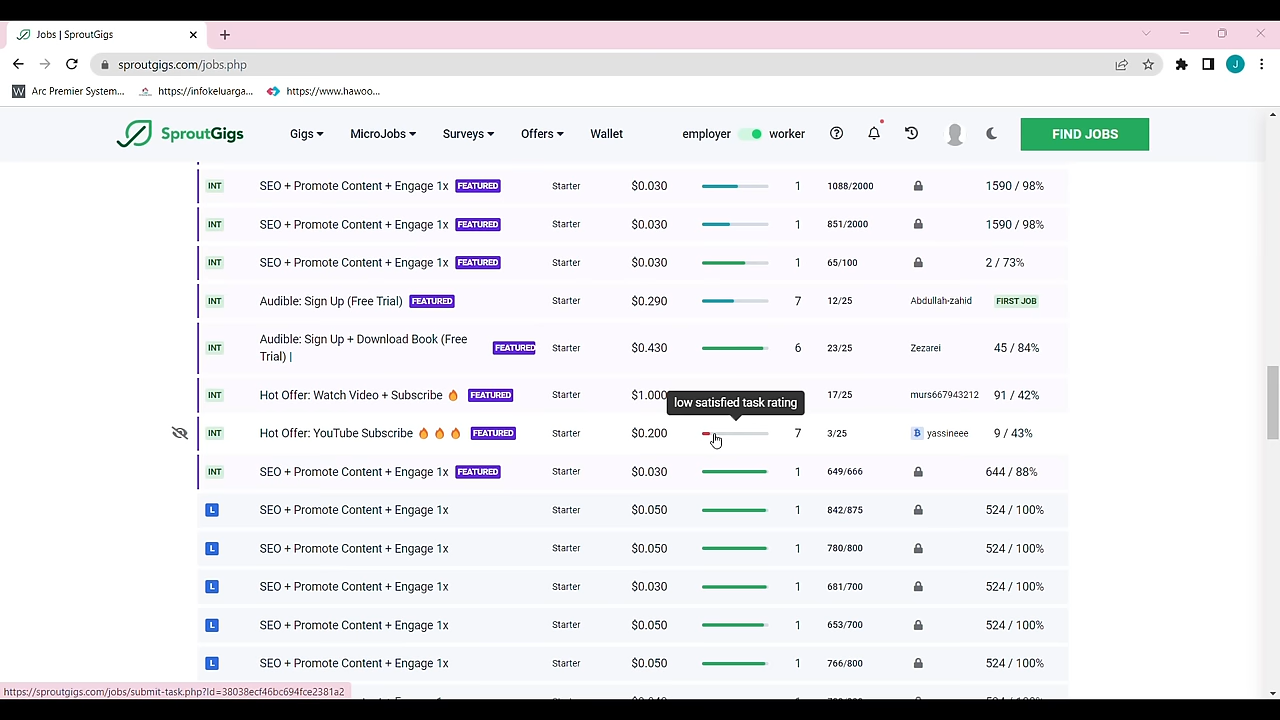 Jobs | SproutGigs
sproutgigs.com/jobs.php
J
W Arc Premier System... https://infokeluarga... https://www.hawoo...
SproutGigs Gigs MicroJobs Surveys Offers Wallet employer worker FIND JOBS
INT SEO + Promote Content + Engage 1x FEATURED Starter $0.030 1 1088/2000 1590 / 98%
INT SEO + Promote Content + Engage 1x FEATURED Starter $0.030 1 851/2000 1590 / 98%
INT SEO + Promote Content + Engage 1x FEATURED Starter $0.030 1 65/100 2 / 73%
INT Audible: Sign Up (Free Trial) FEATURED Starter $0.290 7 12/25 Abdullah-zahid FIRST JOB
INT Audible: Sign Up + Download Book (Free
Trial) | FEATURED Starter $0.430 6 23/25 Zezarei 45 / 84%
INT Hot Offer: Watch Video + Subscribe FEATURED Starter $1.000 17/25 murs667943212 91 / 42%
low satisfied task rating
INT Hot Offer: YouTube Subscribe FEATURED Starter $0.200 7 3/25 B yassineee 9 / 43%
INT SEO + Promote Content + Engage 1x FEATURED Starter $0.030 1 649/666 644 / 88%
L SEO + Promote Content + Engage 1x Starter $0.050 1 842/875 524 / 100%
L SEO + Promote Content + Engage 1x Starter $0.050 1 780/800 524 / 100%
L SEO + Promote Content + Engage 1x Starter $0.030 1 681/700 524 / 100%
L SEO + Promote Content + Engage 1x Starter $0.050 1 653/700 524 / 100%
L SEO + Promote Content + Engage 1x Starter $0.050 1 766/800 524 / 100%
https://sproutgigs.com/jobs/submit-task.php?Id=38038ecf46bc694fce2381a2